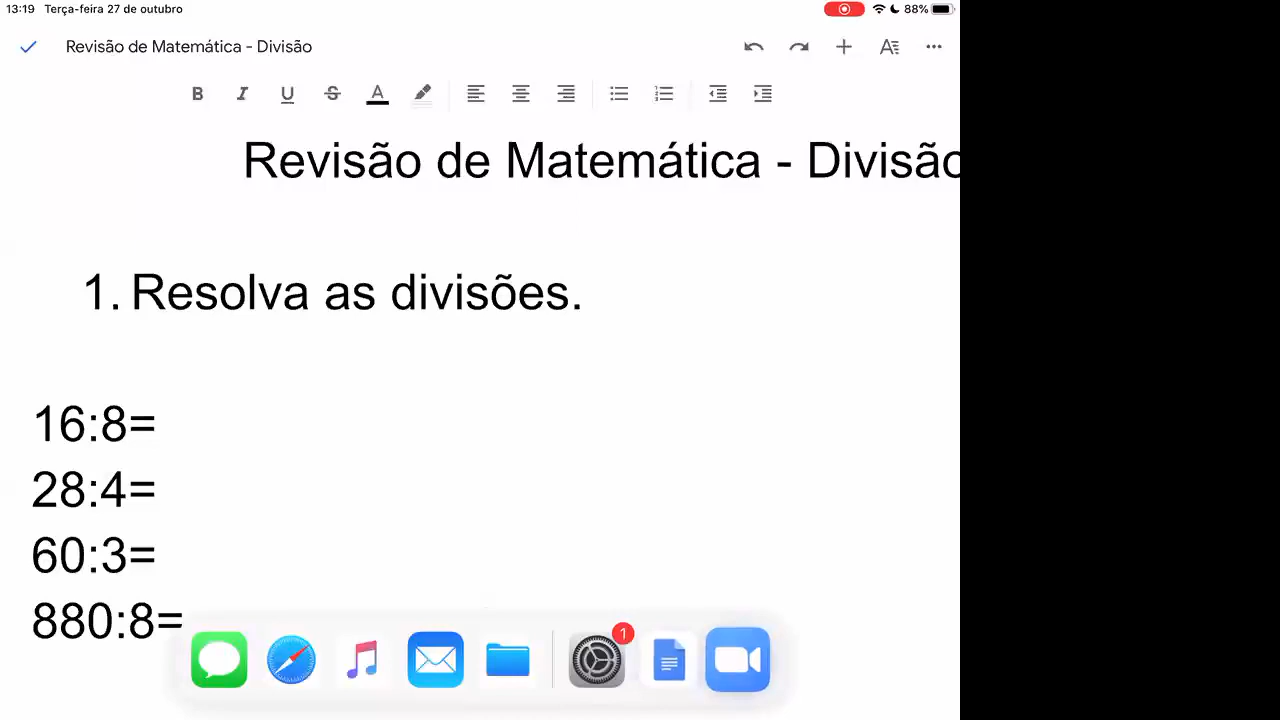 13:19 Terça-feira 27 de outubro 88%
Revisão de Matemática - Divisão
B I U S A
Revisão de Matemática - Divisão
1. Resolva as divisões.
16:8=
28:4=
60:3=
880:8=
1